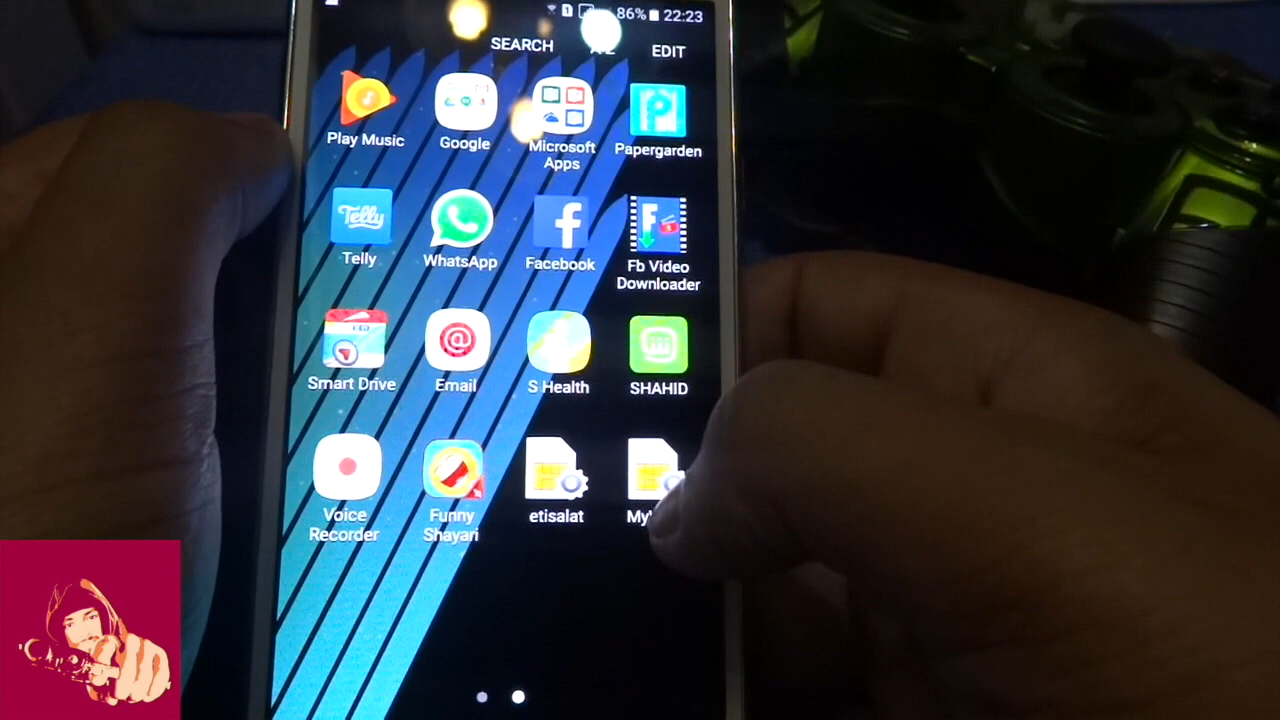 86% 22:23
SEARCH
EDIT
Play Music
Google
Microsoft
Apps
Papergarden
Telly
Telly
WhatsApp
Facebook
Fb Video
Downloader
Smart Drive
Email
S Health
SHAHID
Voice
Recorder
Funny
Shayari
etisalat